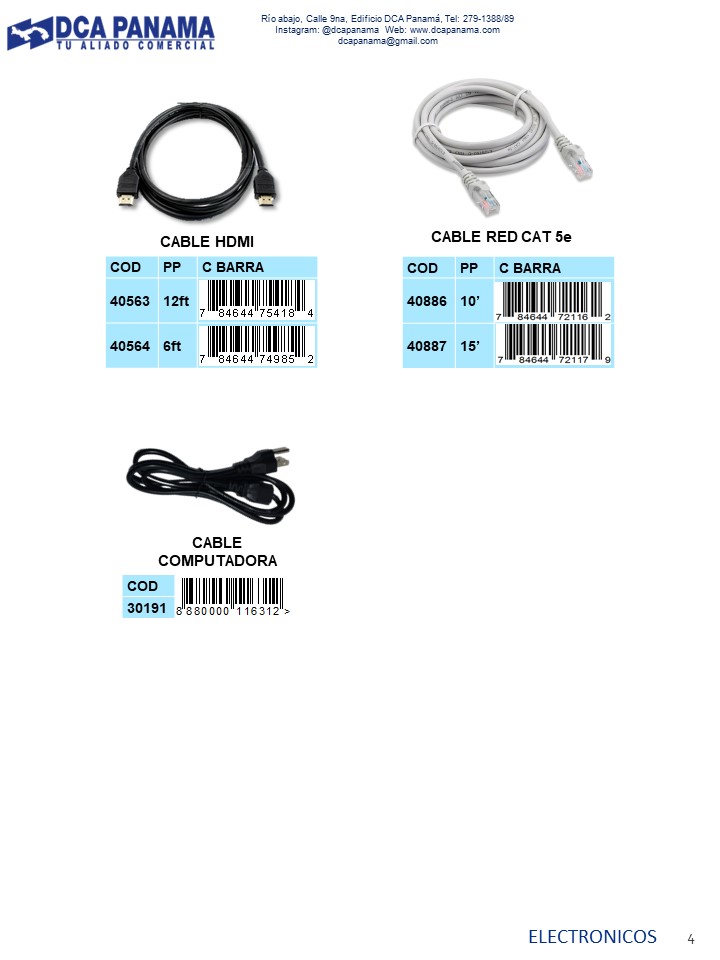 DCA PANAMA
TU ALIADO COMERCIAL
Río abajo, Calle 9na, Edificio DCA Panamá, Tel: 279-1388/89
Instagram: @dcapanama Web: www.dcapanama.com
dcapanama@gmail.com
CABLE HDMI
COD PP C BARRA
40563 12ft 7 84644 75418 4
40564 6ft 7 84644 74985 2
CABLE RED CAT 5e
COD PP C BARRA
40886 10’ 7 84644 72116 2
40887 15’ 7 84644 72117 9
CABLE
COMPUTADORA
COD
30191 8 880000 116312 >
ELECTRONICOS 4